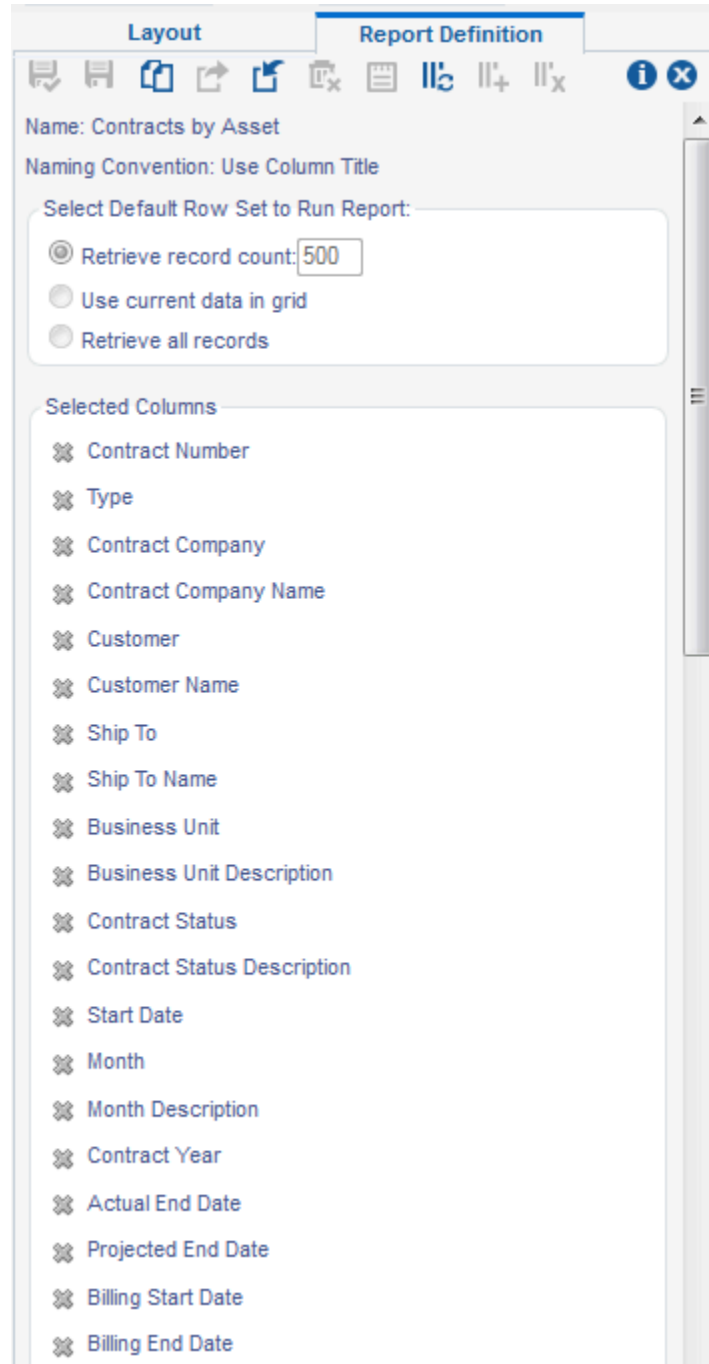 Layout Report Definition
Name: Contracts by Asset
Naming Convention: Use Column Title
Select Default Row Set to Run Report:
Retrieve record count: 500
Use current data in grid
Retrieve all records
Selected Columns
Contract Number
Type
Contract Company
Contract Company Name
Customer
Customer Name
Ship To
Ship To Name
Business Unit
Business Unit Description
Contract Status
Contract Status Description
Start Date
Month
Month Description
Contract Year
Actual End Date
Projected End Date
Billing Start Date
Billing End Date